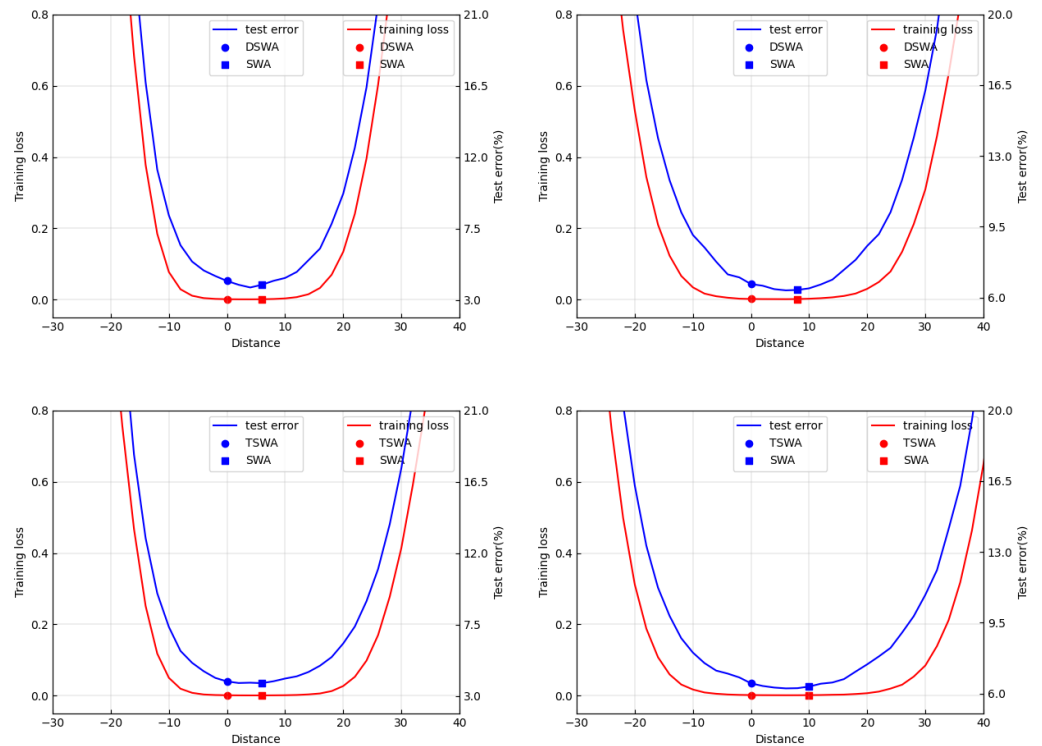 0.8
0.6
0.4
0.2
0.0
Training loss
−30 −20 −10 0 10 20 30 40
Distance
21.0
16.5
12.0
7.5
3.0
Test error(%)
test error
DSWA
SWA
training loss
DSWA
SWA
0.8
0.6
0.4
0.2
0.0
Training loss
−30 −20 −10 0 10 20 30 40
Distance
20.0
16.5
13.0
9.5
6.0
Test error(%)
test error
DSWA
SWA
training loss
DSWA
SWA
0.8
0.6
0.4
0.2
0.0
Training loss
−30 −20 −10 0 10 20 30 40
Distance
21.0
16.5
12.0
7.5
3.0
Test error(%)
test error
TSWA
SWA
training loss
TSWA
SWA
0.8
0.6
0.4
0.2
0.0
Training loss
−30 −20 −10 0 10 20 30 40
Distance
20.0
16.5
13.0
9.5
6.0
Test error(%)
test error
TSWA
SWA
training loss
TSWA
SWA